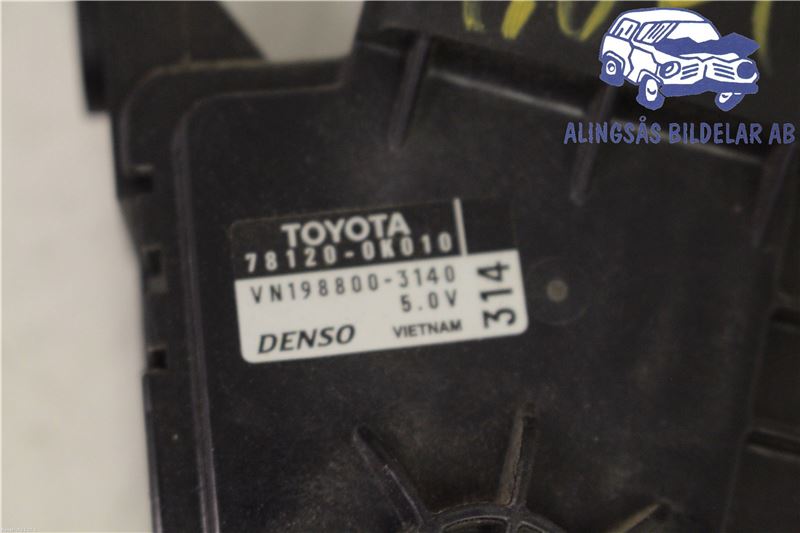 ALINGSÅS BILDELAR AB
TOYOTA
78120-0K010
VN198800-3140
5.0V
DENSO
VIETNAM
314